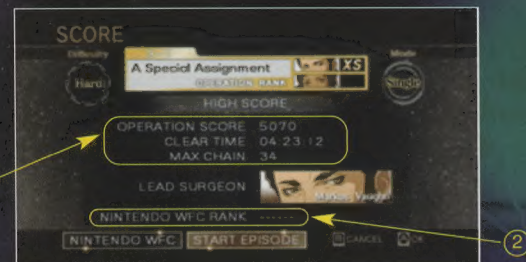 SCORE
Difficulty
Hard
A Special Assignment
XS
OPERATION RANK
Mode
Single
HIGH SCORE
OPERATION SCORE 5070
CLEAR TIME 04:23:12
MAX CHAIN 34
LEAD SURGEON
Markus Vaughn
NINTENDO WFC RANK ------
2
NINTENDO WFC
START EPISODE
CANCEL
OK